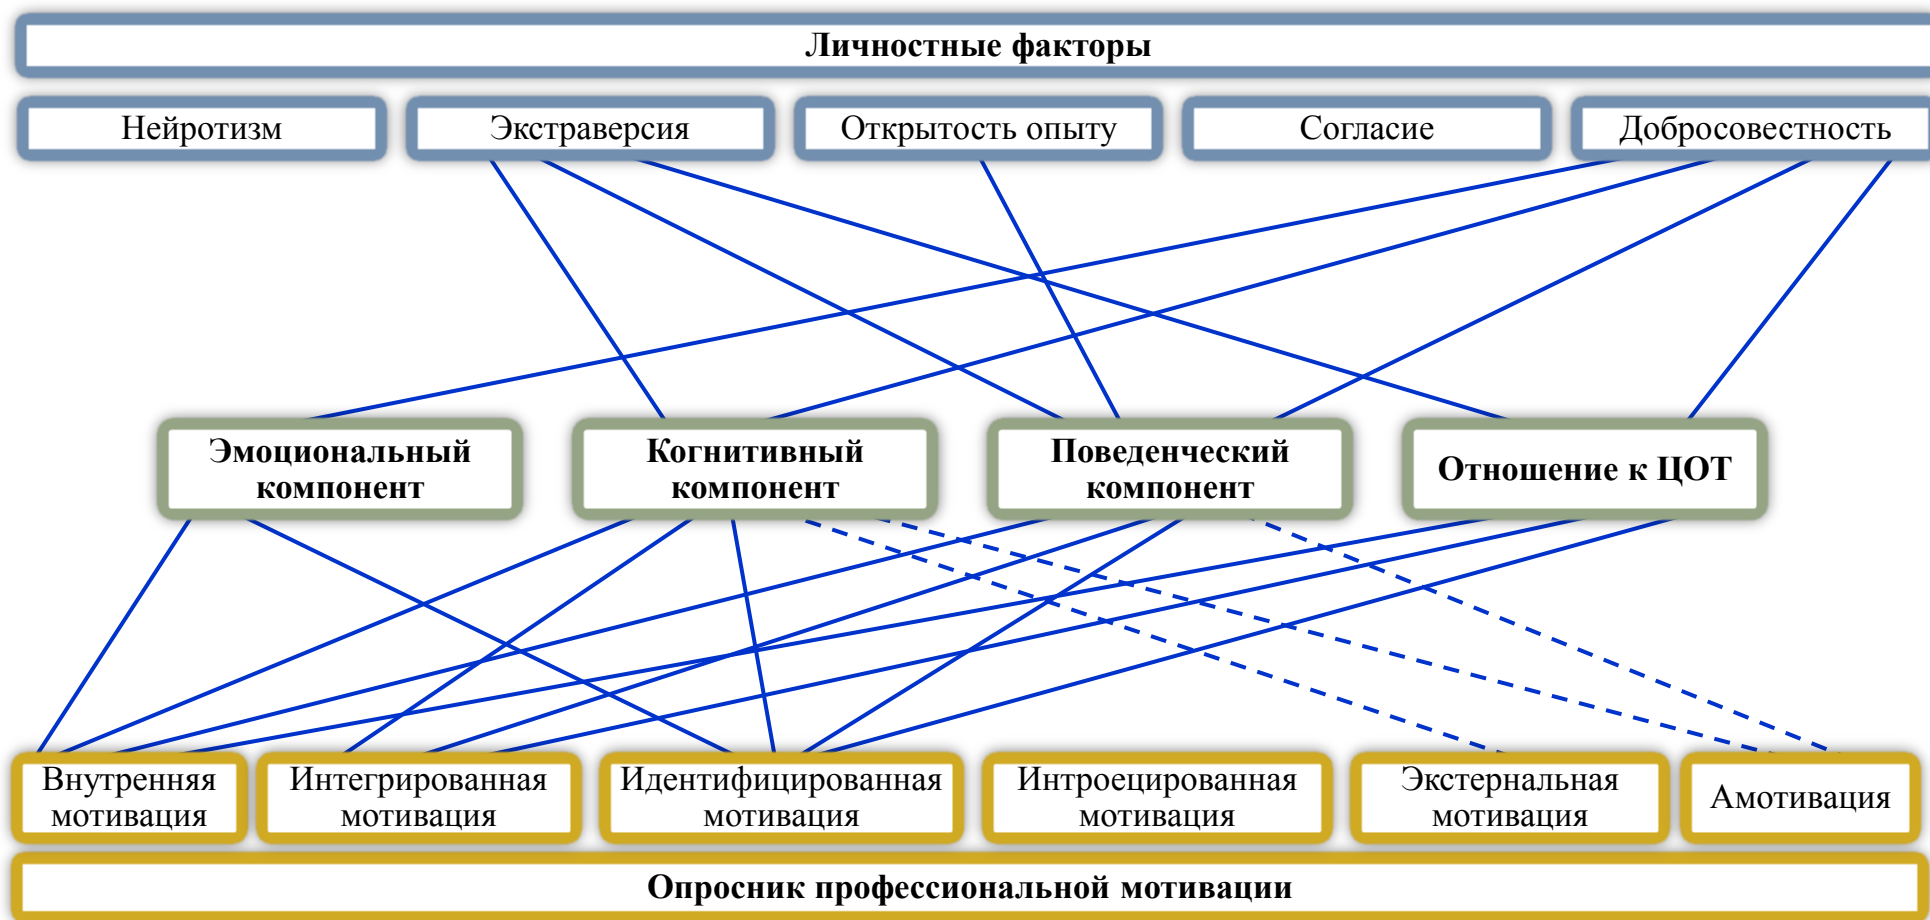 Личностные факторы
Нейротизм
Экстраверсия
Открытость опыту
Согласие
Добросовестность
Эмоциональный
компонент
Когнитивный
компонент
Поведенческий
компонент
Отношение к ЦОТ
Внутренняя
мотивация
Интегрированная
мотивация
Идентифицированная
мотивация
Интроецированная
мотивация
Экстернальная
мотивация
Амотивация
Опросник профессиональной мотивации